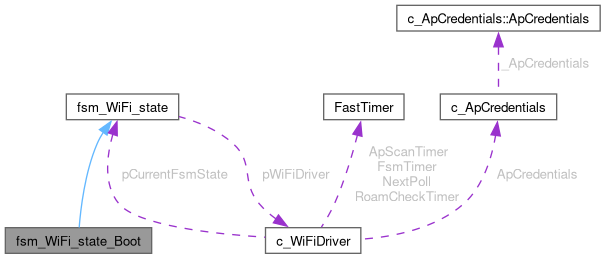 c_ApCredentials::ApCredentials
_ApCredentials
fsm_WiFi_state
FastTimer
c_ApCredentials
pCurrentFsmState
pWiFiDriver
ApScanTimer
FsmTimer
NextPoll
RoamCheckTimer
ApCredentials
fsm_WiFi_state_Boot
c_WiFiDriver